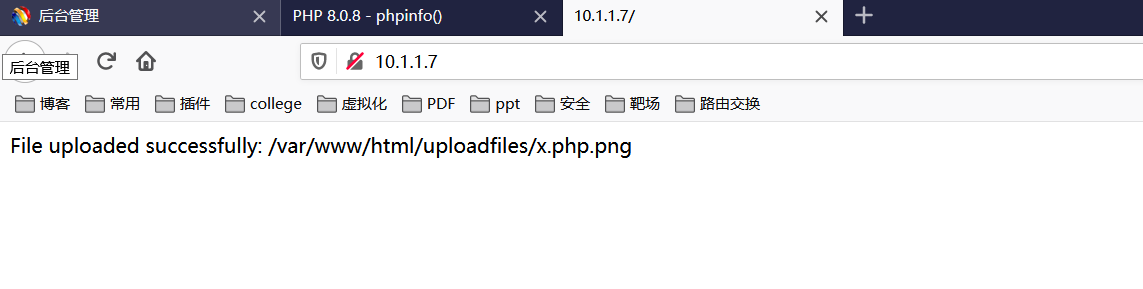 后台管理 PHP 8.0.8 - phpinfo() 10.1.1.7/
后台管理 10.1.1.7
博客 常用 插件 college 虚拟化 PDF ppt 安全 靶场 路由交换
File uploaded successfully: /var/www/html/uploadfiles/x.php.png